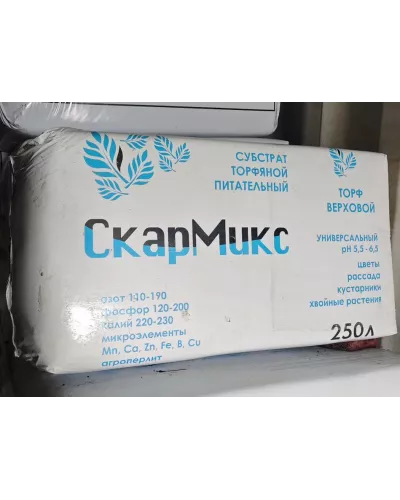 СУБСТРАТ
ТОРФЯНОЙ
ПИТАТЕЛЬНЫЙ
ТОРФ
ВЕРХОВОЙ
СкарМикс
УНИВЕРСАЛЬНЫЙ
pH 5,5 - 6,5
цветы
рассада
кустарники
хвойные растения
азот 110-190
фосфор 120-200
калий 220-230
микроэлементы
Mn, Ca, Zn, Fe, B, Cu
агроперлит
250л